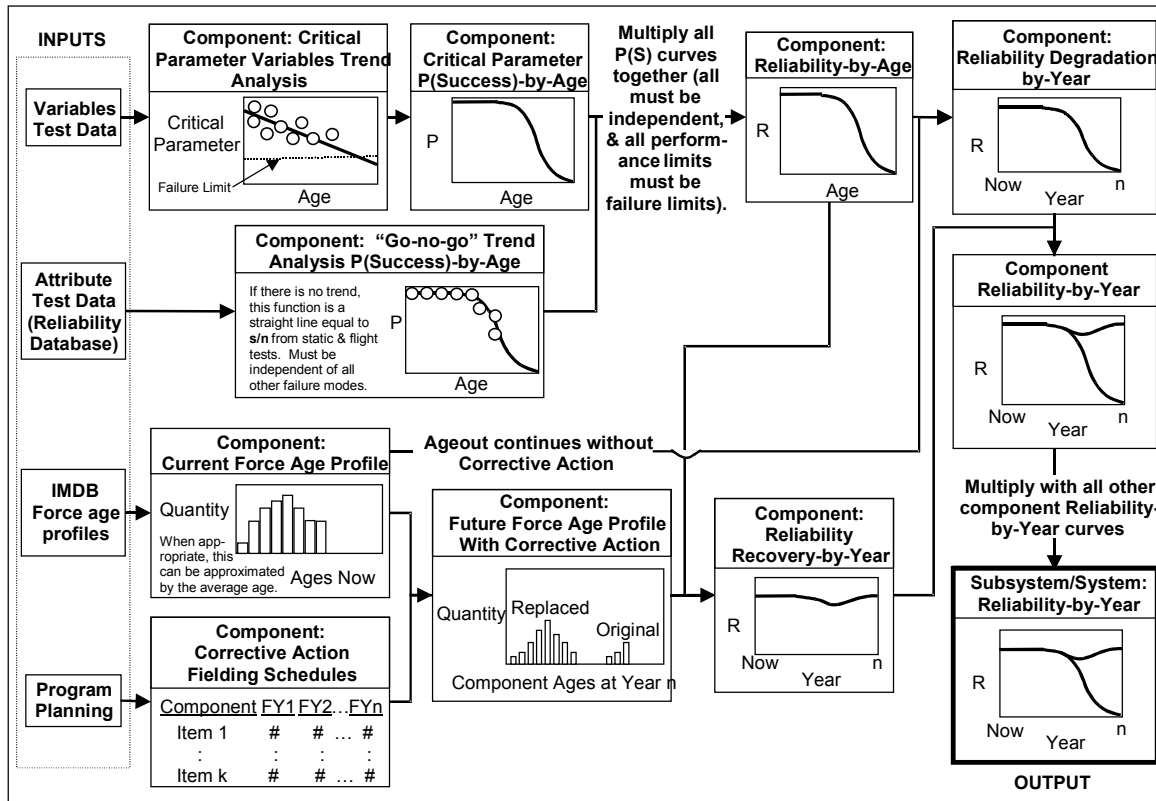 INPUTS
Variables
Test Data
Attribute
Test Data
(Reliability
Database)
IMDB
Force age
profiles
Program
Planning
Component: Critical
Parameter Variables Trend
Analysis
Critical
Parameter
Failure Limit
Age
Component:
Critical Parameter
P(Success)-by-Age
P
Age
Multiply all
P(S) curves
together (all
must be
independent,
& all perform-
ance limits
must be
failure limits).
Component:
Reliability-by-Age
R
Age
Component:
Reliability Degradation
by-Year
R
Now
n
Year
Component: “Go-no-go” Trend
Analysis P(Success)-by-Age
If there is no trend,
this function is a
straight line equal to
s/n from static & flight
tests. Must be
independent of all
other failure modes.
P
Age
Component
Reliability-by-Year
R
Now
n
Year
Component:
Current Force Age Profile
Quantity
When app-
ropriate, this
can be approximated
by the average age.
Ages Now
Ageout continues without
Corrective Action
Component:
Future Force Age Profile
With Corrective Action
Quantity
Replaced
Original
Component Ages at Year n
Component:
Reliability
Recovery-by-Year
R
Now
n
Year
Multiply with all other
component Reliability-
by-Year curves
Component:
Corrective Action
Fielding Schedules
Component FY1 FY2…FYn
Item 1 # # … #
: : : :
Item k # # … #
Subsystem/System:
Reliability-by-Year
R
Now
n
Year
OUTPUT